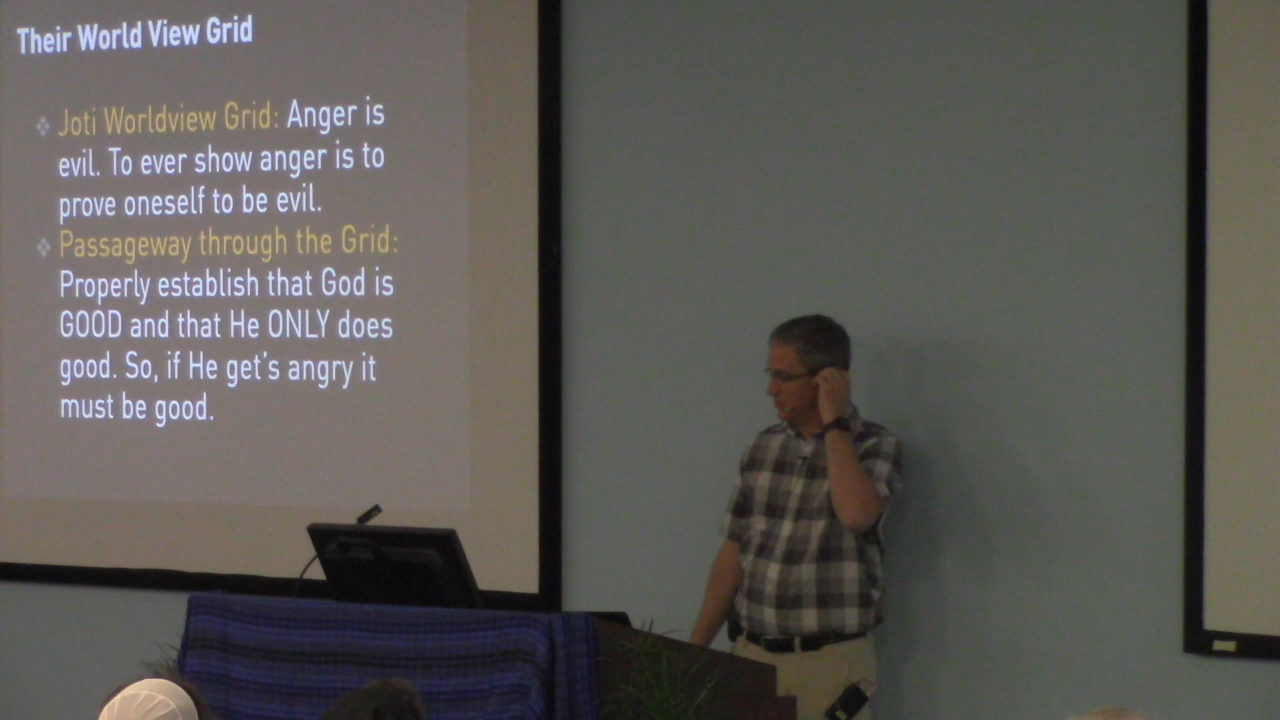 Their World View Grid
Joti Worldview Grid: Anger is
evil. To ever show anger is to
prove oneself to be evil.
Passageway through the Grid:
Properly establish that God is
GOOD and that He ONLY does
good. So, if He get's angry it
must be good.